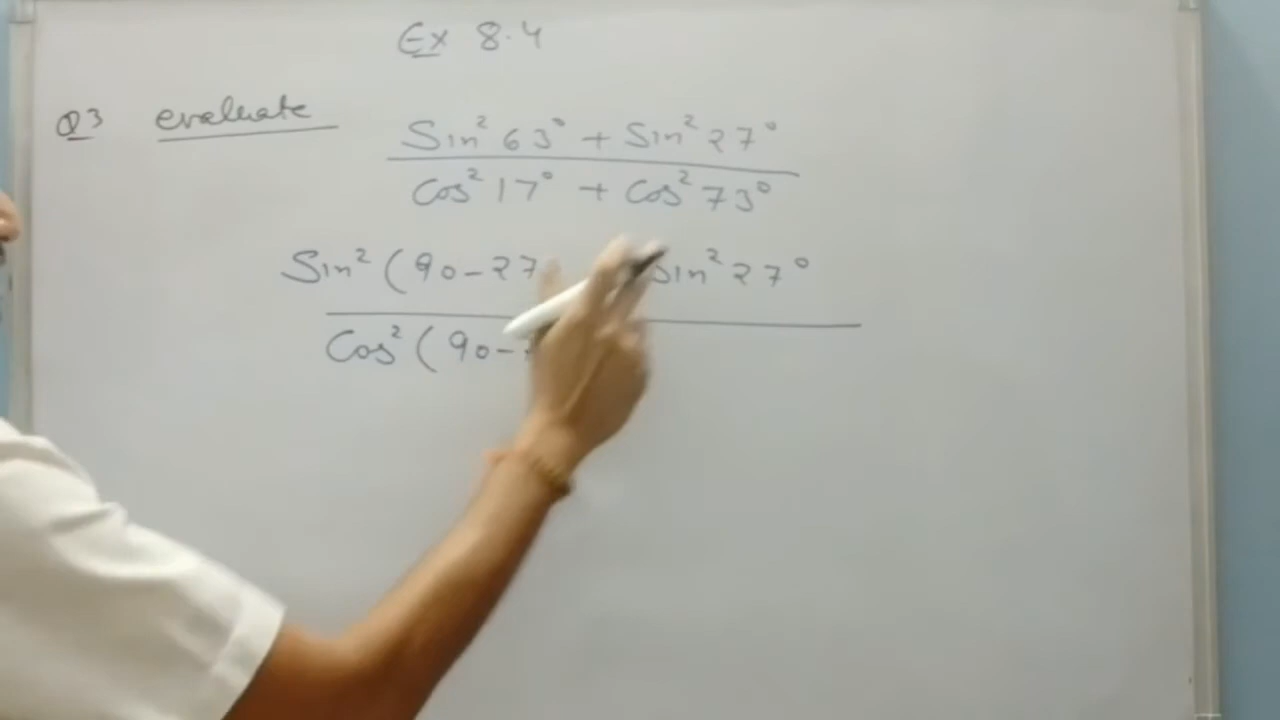 Ex 8.4
Q3 evaluate
Sin² 63° + Sin² 27°
Cos² 17° + Cos² 73°
Sin² (90-27 Sin² 27°
Cos² (90-